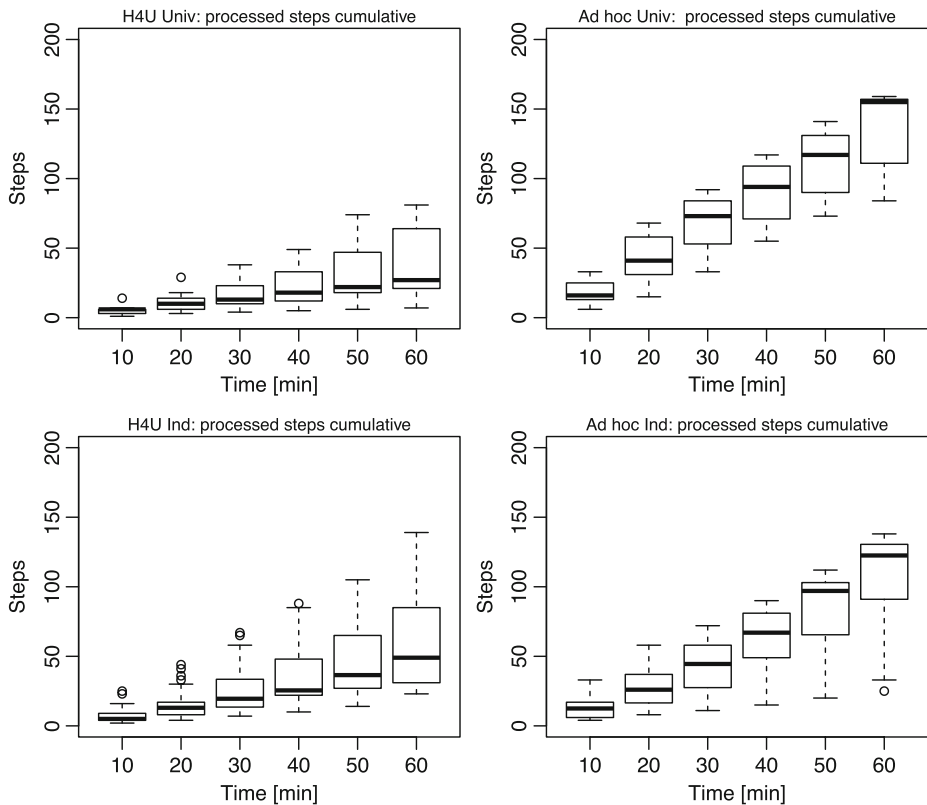 H4U Univ: processed steps cumulative
Steps
200
150
100
50
0
10 20 30 40 50 60
Time [min]
Ad hoc Univ: processed steps cumulative
Steps
200
150
100
50
0
10 20 30 40 50 60
Time [min]
H4U Ind: processed steps cumulative
Steps
200
150
100
50
0
10 20 30 40 50 60
Time [min]
Ad hoc Ind: processed steps cumulative
Steps
200
150
100
50
0
10 20 30 40 50 60
Time [min]